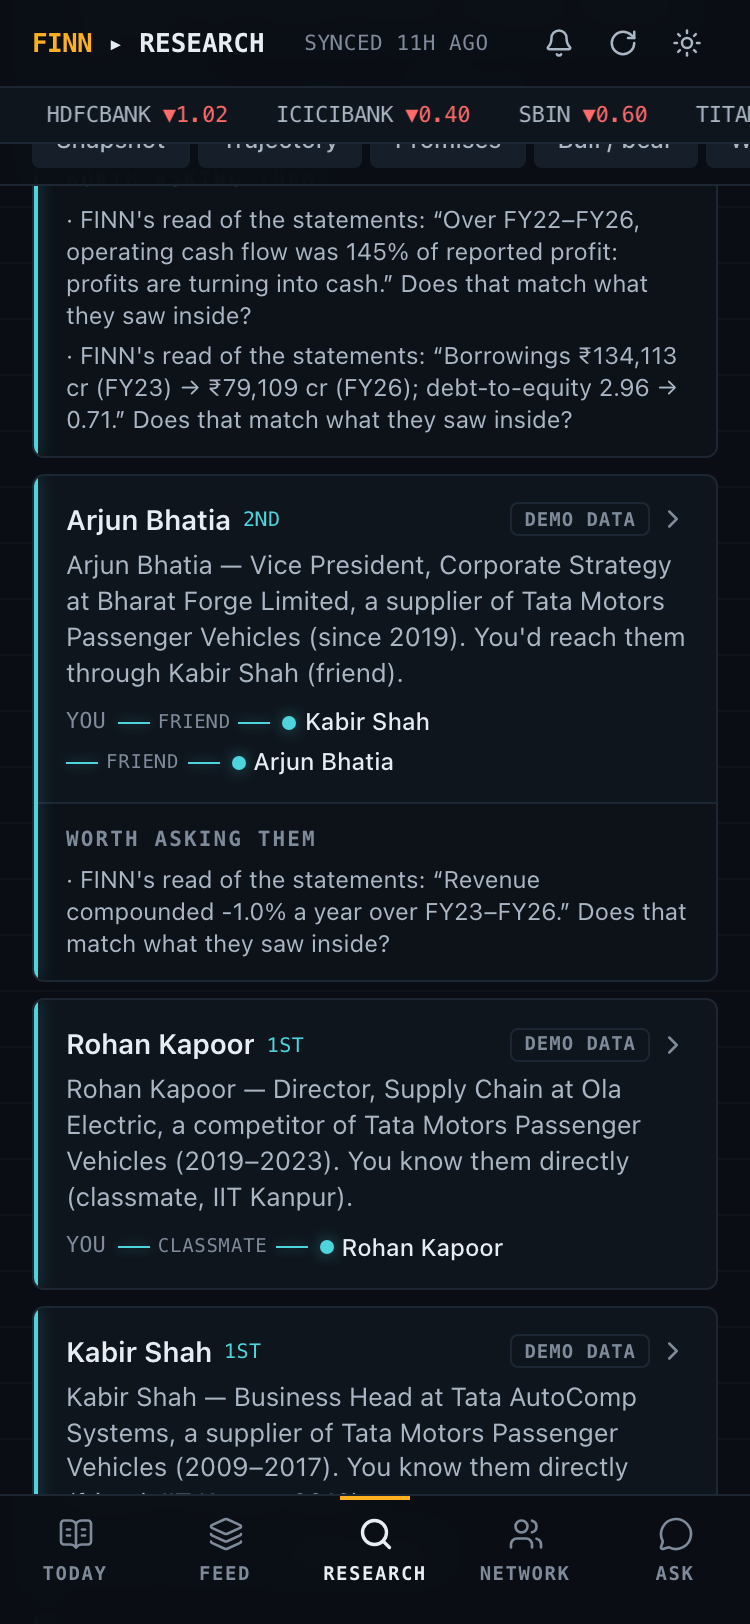 FINN ▸ RESEARCH SYNCED 11H AGO
HDFCBANK ▼1.02 ICICIBANK ▼0.40 SBIN ▼0.60 TITAN
Snapshot Trajectory Promises Bull / bear
· FINN's read of the statements: “Over FY22–FY26,
operating cash flow was 145% of reported profit:
profits are turning into cash.” Does that match what
they saw inside?
· FINN's read of the statements: “Borrowings ₹134,113
cr (FY23) → ₹79,109 cr (FY26); debt-to-equity 2.96 →
0.71.” Does that match what they saw inside?
Arjun Bhatia 2ND DEMO DATA
Arjun Bhatia — Vice President, Corporate Strategy
at Bharat Forge Limited, a supplier of Tata Motors
Passenger Vehicles (since 2019). You'd reach them
through Kabir Shah (friend).
YOU — FRIEND — Kabir Shah
— FRIEND — Arjun Bhatia
WORTH ASKING THEM
· FINN's read of the statements: “Revenue
compounded -1.0% a year over FY23–FY26.” Does that
match what they saw inside?
Rohan Kapoor 1ST DEMO DATA
Rohan Kapoor — Director, Supply Chain at Ola
Electric, a competitor of Tata Motors Passenger
Vehicles (2019–2023). You know them directly
(classmate, IIT Kanpur).
YOU — CLASSMATE — Rohan Kapoor
Kabir Shah 1ST DEMO DATA
Kabir Shah — Business Head at Tata AutoComp
Systems, a supplier of Tata Motors Passenger
Vehicles (2009–2017). You know them directly
TODAY FEED RESEARCH NETWORK ASK